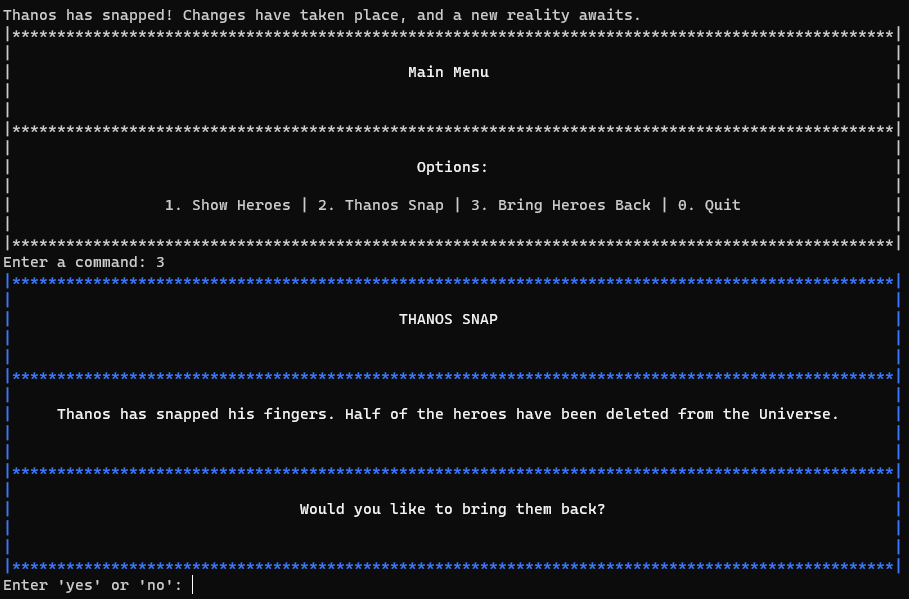 Thanos has snapped! Changes have taken place, and a new reality awaits.
|**************************************************************************************************|
Main Menu
|**************************************************************************************************|
Options:
1. Show Heroes | 2. Thanos Snap | 3. Bring Heroes Back | 0. Quit
|**************************************************************************************************|
Enter a command: 3
|**************************************************************************************************|
THANOS SNAP
|**************************************************************************************************|
Thanos has snapped his fingers. Half of the heroes have been deleted from the Universe.
|**************************************************************************************************|
Would you like to bring them back?
|**************************************************************************************************|
Enter 'yes' or 'no':